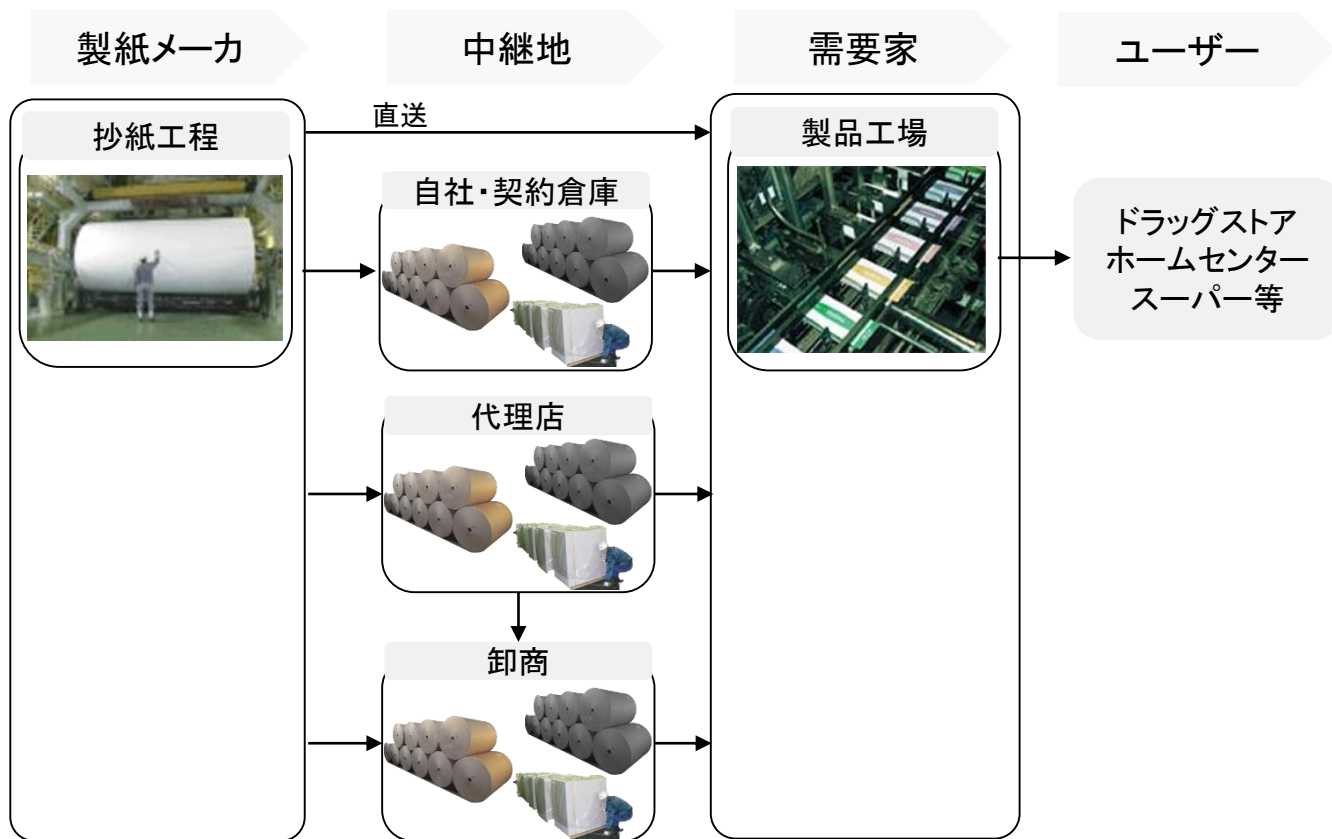 製紙メーカ
中継地
需要家
ユーザー
抄紙工程
直送
製品工場
自社・契約倉庫
ドラッグストア
ホームセンター
スーパー等
代理店
卸商